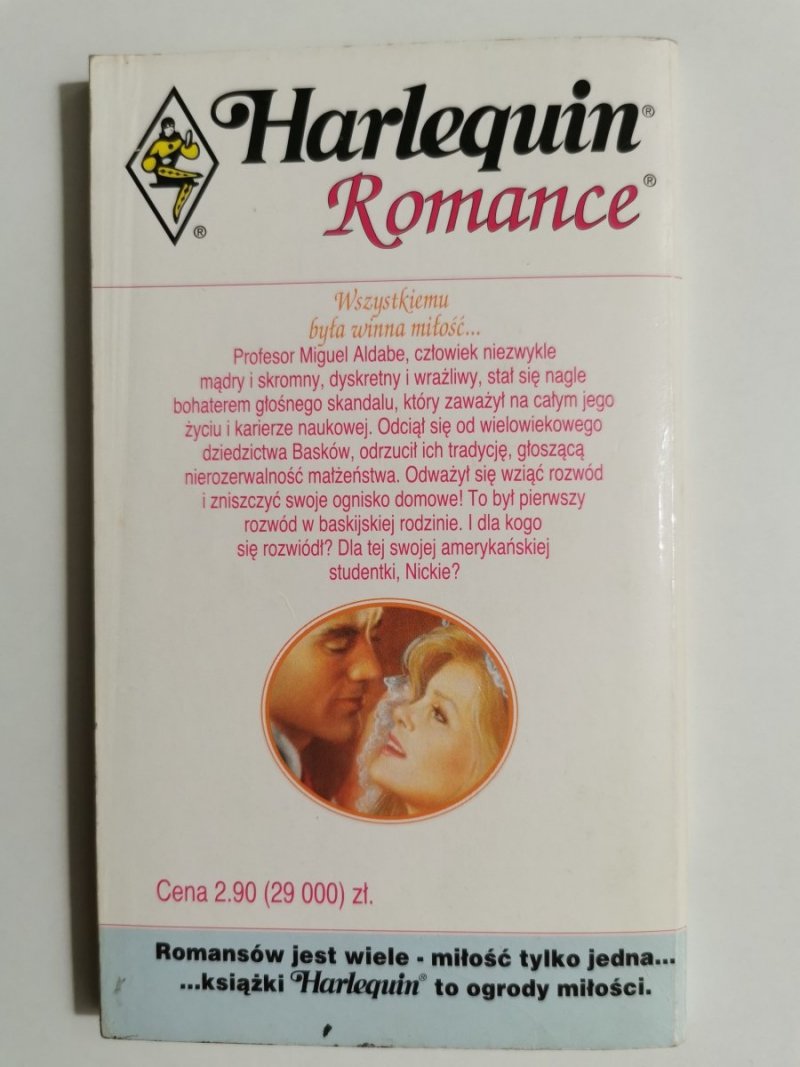 Harlequin®
Romance®
®
Wszystkiemu
była winna miłość...
Profesor Miguel Aldabe, człowiek niezwykle
mądry i skromny, dyskretny i wrażliwy, stał się nagle
bohaterem głośnego skandalu, który zaważył na całym jego
życiu i karierze naukowej. Odciął się od wielowiekowego
dziedzictwa Basków, odrzucił ich tradycję, głoszącą
nierozerwalność małżeństwa. Odważył się wziąć rozwód
i zniszczyć swoje ognisko domowe! To był pierwszy
rozwód w baskijskiej rodzinie. I dla kogo
się rozwiódł? Dla tej swojej amerykańskiej
studentki, Nickie?
Cena 2.90 (29 000) zł.
Romansów jest wiele - miłość tylko jedna...
...książki Harlequin® to ogrody miłości.